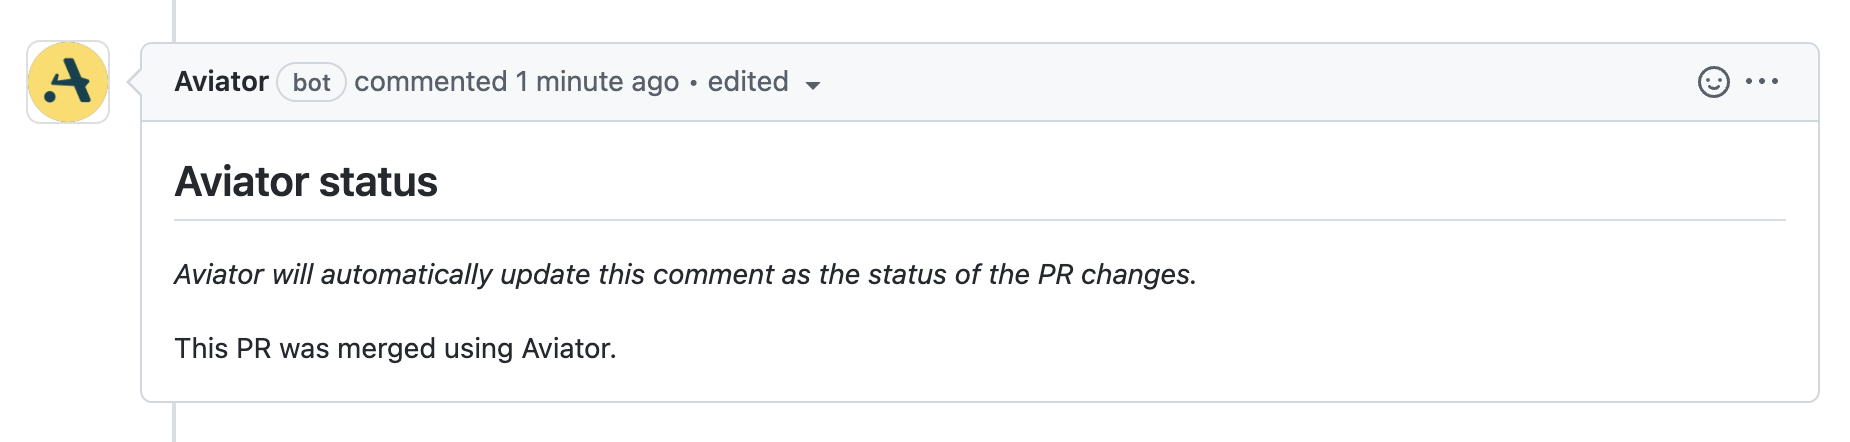 Aviator bot commented 1 minute ago • edited
Aviator status
Aviator will automatically update this comment as the status of the PR changes.
This PR was merged using Aviator.